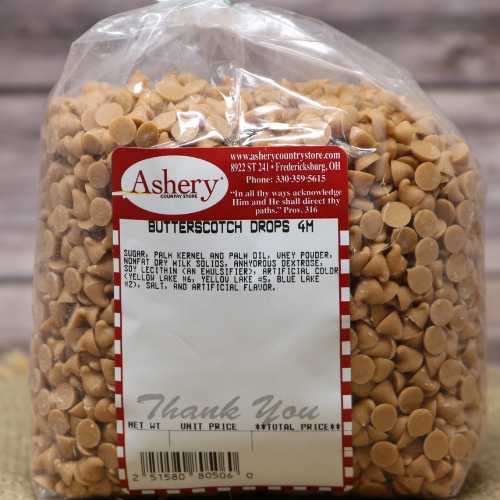 Ashery
COUNTRY STORE
www.asherycountrystore.com
8922 ST 241 • Fredericksburg, OH
Phone: 330·359·5615
"In all thy ways acknowledge
Him and He shall direct thy
paths." Prov. 316
BUTTERSCOTCH DROPS 4M
SUGAR, PALM KERNEL AND PALM OIL, WHEY POWDER,
NONFAT DRY MILK SOLIDS, ANHYDROUS DEXTROSE,
SOY LECITHIN (AN EMULSIFIER), ARTIFICIAL COLOR
(YELLOW LAKE #6, YELLOW LAKE #5, BLUE LAKE
#2), SALT, AND ARTIFICIAL FLAVOR.
Thank You
NET WT UNIT PRICE **TOTAL PRICE**
2 51580 80506 0